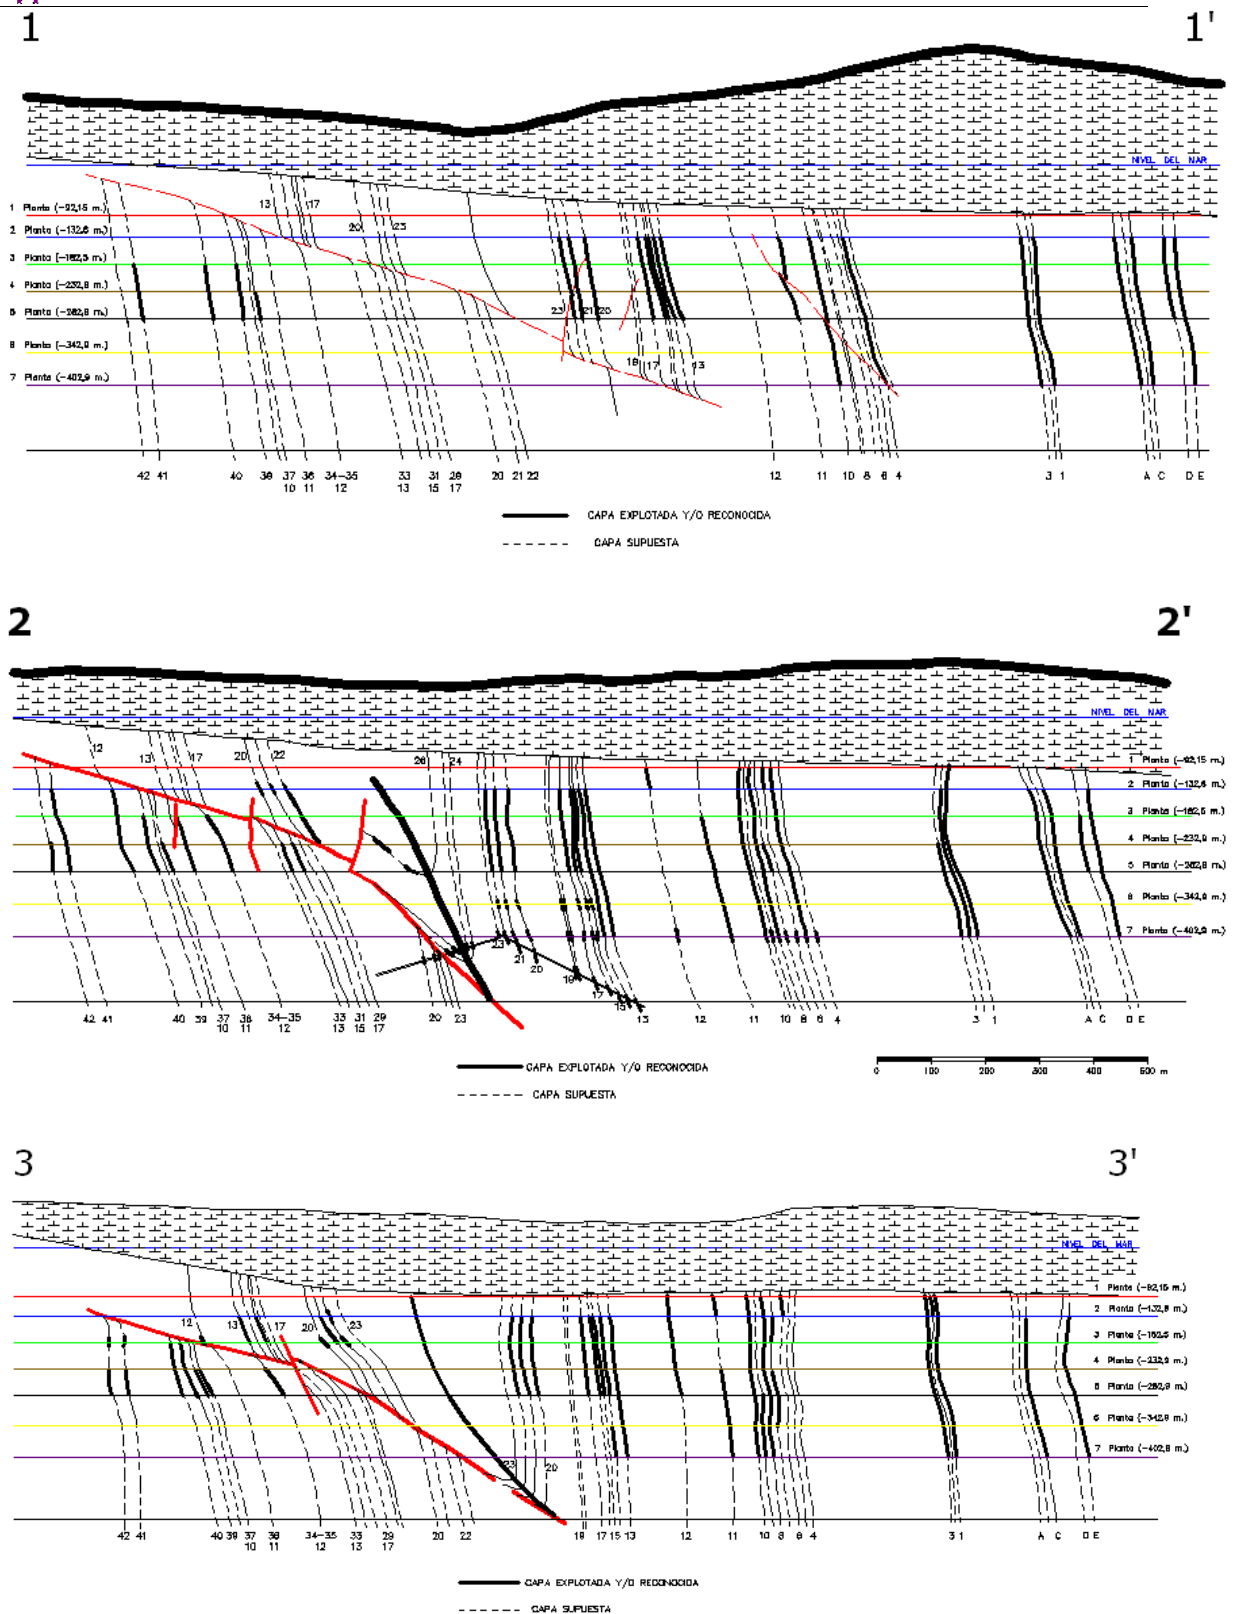 1 1'
NIVEL DEL MAR
1 Planta (-92,15 m.)
2 Planta (-132,6 m.)
3 Planta (-182,5 m.)
4 Planta (-232,9 m.)
5 Planta (-282,9 m.)
6 Planta (-342,9 m.)
7 Planta (-402,9 m.)
13 17
20 23
23 21 20
19 17 13
42 41 40 39 37 36 34-35 33 31 29 20 21 22 12 11 10 8 6 4 3 1 A C D E
10 11 12 13 15 17
CAPA EXPLOTADA Y/O RECONOCIDA
CAPA SUPUESTA
2 2'
NIVEL DEL MAR
12 13 17 20 22 26 24
1 Planta (-92,15 m.)
2 Planta (-132,6 m.)
3 Planta (-182,5 m.)
4 Planta (-232,9 m.)
5 Planta (-282,9 m.)
6 Planta (-342,9 m.)
7 Planta (-402,9 m.)
23 21 20 19 17 15 13
42 41 40 39 37 36 34-35 33 31 29 20 23 12 11 10 8 6 4 3 1 A C D E
10 11 12 13 15 17
CAPA EXPLOTADA Y/O RECONOCIDA
CAPA SUPUESTA
0 100 200 300 400 500 m
3 3'
NIVEL DEL MAR
1 Planta (-92,15 m.)
2 Planta (-132,6 m.)
3 Planta (-182,5 m.)
4 Planta (-232,9 m.)
5 Planta (-282,9 m.)
6 Planta (-342,9 m.)
7 Planta (-402,9 m.)
12 13 17 20 23
23 20
42 41 40 39 37 36 34-35 33 29 20 22 19 17 15 13 12 11 10 8 6 4 3 1 A C D E
10 11 12 13 17
CAPA EXPLOTADA Y/O RECONOCIDA
CAPA SUPUESTA